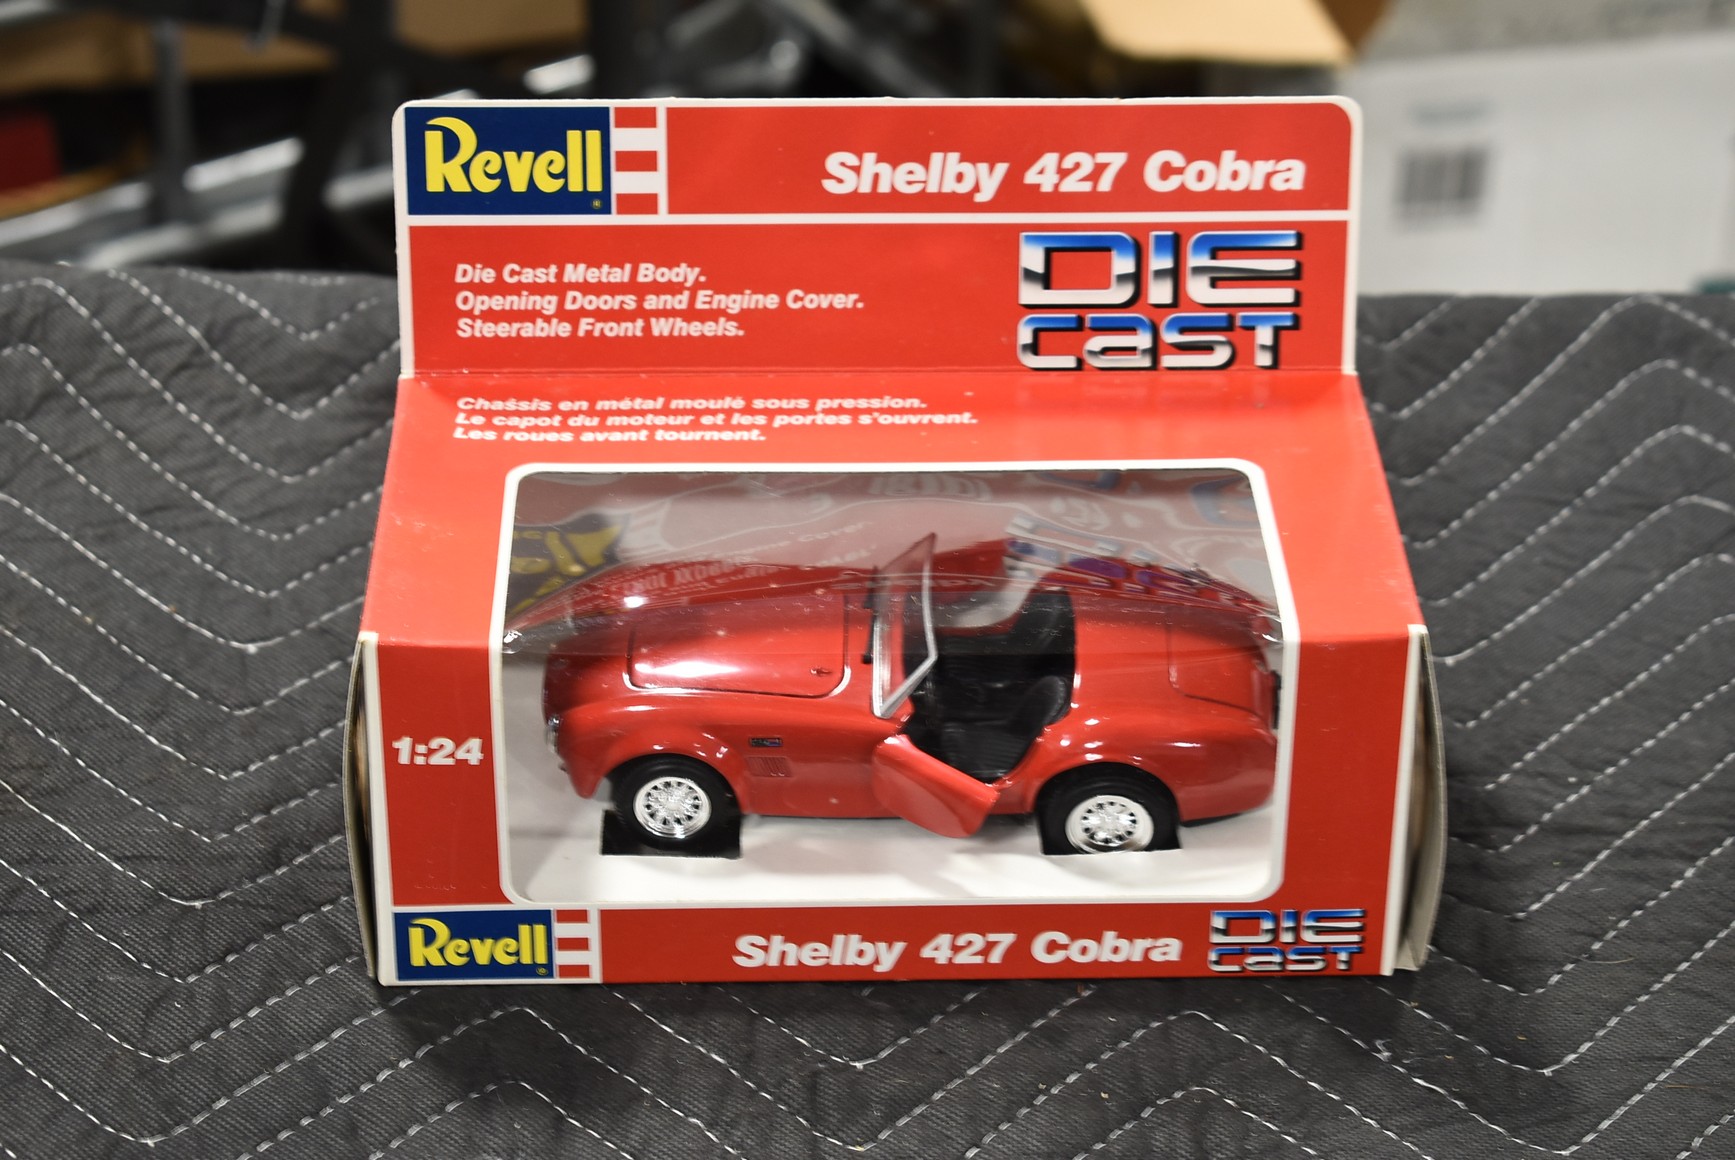 Revell
Shelby 427 Cobra
Die Cast Metal Body.
Opening Doors and Engine Cover.
Steerable Front Wheels.
DIE
CAST
Chassis en métal moulé sous pression.
Le capot du moteur et les portes s'ouvrent.
Les roues avant tournent.
1:24
Revell
Shelby 427 Cobra
DIE
CAST